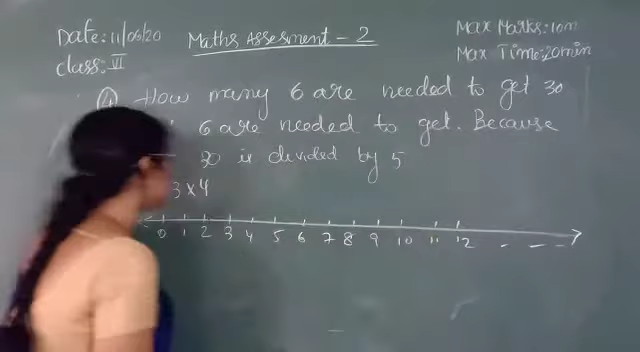 Date: 11/05/20
Maths Assesment - 2
Max Marks: 10m
Class: VI
Max Time: 20min
④ How many 6 are needed to get 30
6 are needed to get. Because
30 is divided by 5
3 x 4
0 1 2 3 4 5 6 7 8 9 10 11 12